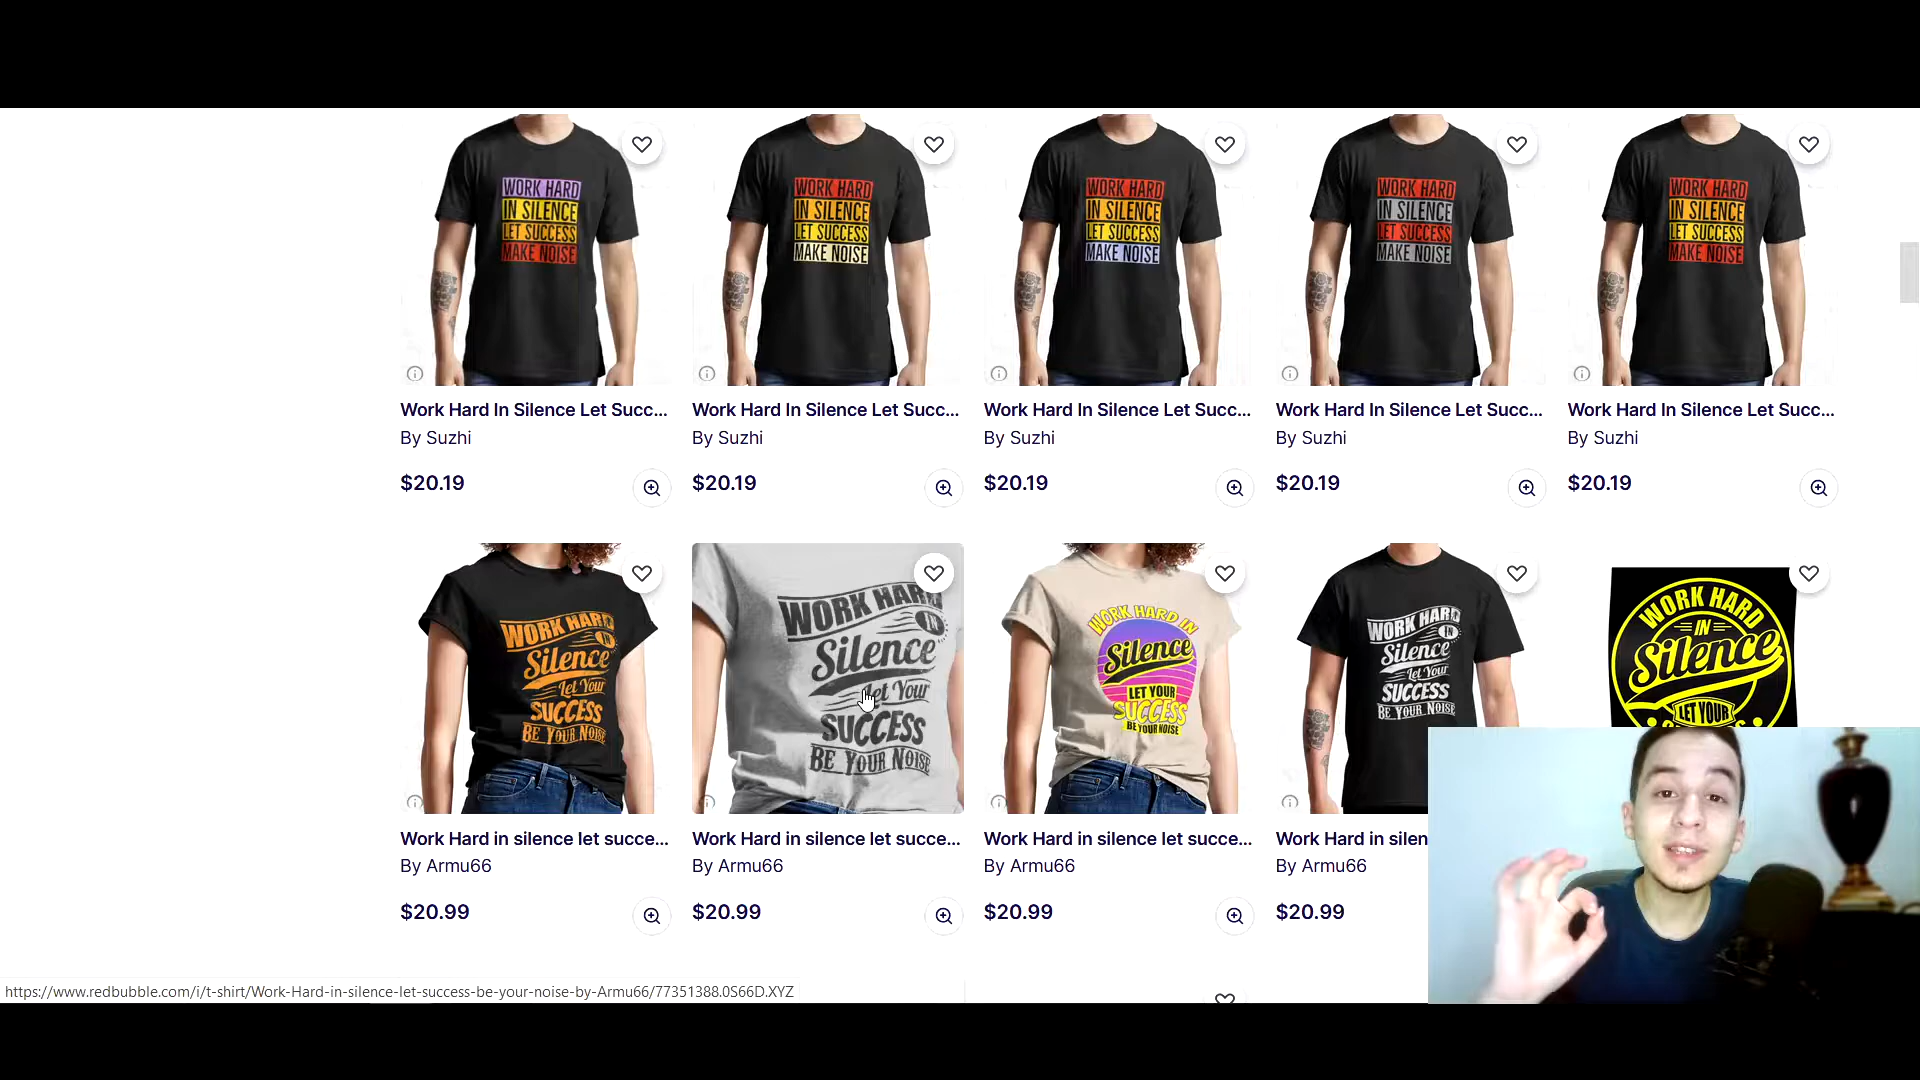 WORK HARD
IN SILENCE
LET SUCCESS
MAKE NOISE
WORK HARD
IN SILENCE
LET SUCCESS
MAKE NOISE
WORK HARD
IN SILENCE
LET SUCCESS
MAKE NOISE
WORK HARD
IN SILENCE
LET SUCCESS
MAKE NOISE
WORK HARD
IN SILENCE
LET SUCCESS
MAKE NOISE
Work Hard In Silence Let Succ...
Work Hard In Silence Let Succ...
Work Hard In Silence Let Succ...
Work Hard In Silence Let Succ...
Work Hard In Silence Let Succ...
By Suzhi
By Suzhi
By Suzhi
By Suzhi
By Suzhi
$20.19
$20.19
$20.19
$20.19
$20.19
WORK HARD
IN
Silence
Let Your
SUCCESS
BE YOUR NOISE
WORK HARD
IN
Silence
Let Your
SUCCESS
BE YOUR NOISE
WORK HARD IN
Silence
LET YOUR
SUCCESS
BE YOUR NOISE
WORK HARD
IN
Silence
Let Your
SUCCESS
BE YOUR NOISE
WORK HARD
IN
Silence
LET YOUR
Work Hard in silence let succe...
Work Hard in silence let succe...
Work Hard in silence let succe...
Work Hard in silen
By Armu66
By Armu66
By Armu66
By Armu66
$20.99
$20.99
$20.99
$20.99
https://www.redbubble.com/i/t-shirt/Work-Hard-in-silence-let-success-be-your-noise-by-Armu66/77351388.0S66D.XYZ